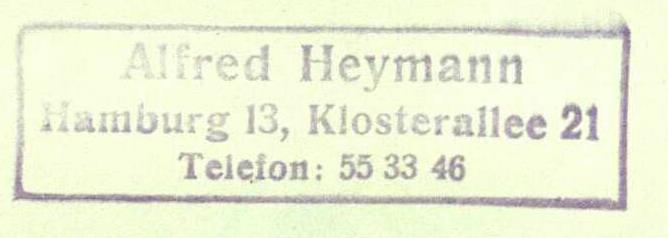 Alfred Heymann
Hamburg 13, Klosterallee 21
Telefon: 55 33 46